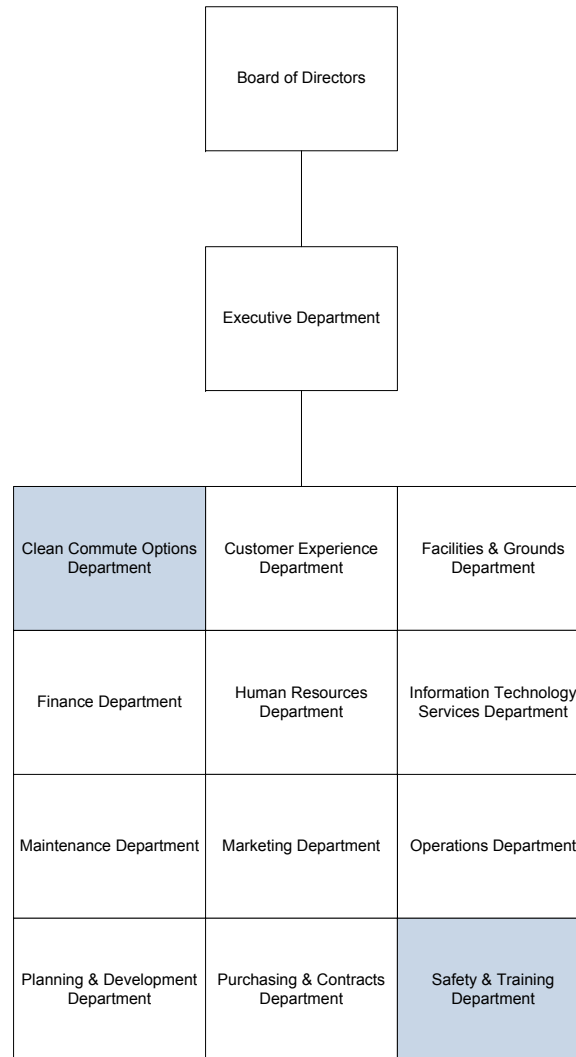 Board of Directors
Executive Department
Clean Commute Options
Department
Customer Experience
Department
Facilities & Grounds
Department
Finance Department
Human Resources
Department
Information Technology
Services Department
Maintenance Department
Marketing Department
Operations Department
Planning & Development
Department
Purchasing & Contracts
Department
Safety & Training
Department